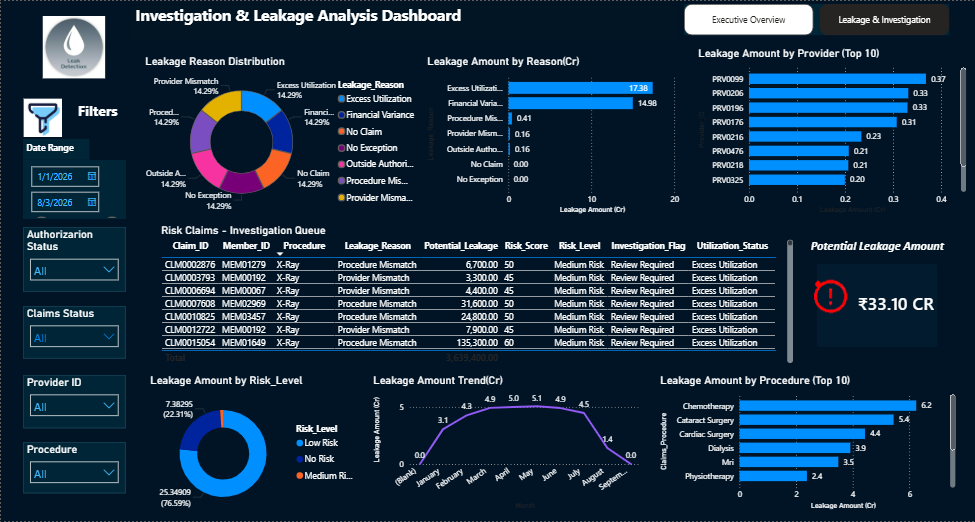 Investigation & Leakage Analysis Dashboard
Executive Overview
Leakage & Investigation
Leak
Detective
Filters
Date Range
1/1/2026
8/3/2026
Authorizarion
Status
All
Claims Status
All
Provider ID
All
Procedure
All
Leakage Reason Distribution
Provider Mismatch
14.29%
Excess Utilization
14.29%
Proced...
14.29%
Financi...
14.29%
Outside A...
14.29%
No Claim
14.29%
No Exception
14.29%
Leakage_Reason
Excess Utilization
Financial Variance
No Claim
No Exception
Outside Authori...
Procedure Mis...
Provider Misma...
Leakage Amount by Reason(Cr)
Excess Utilizati... 17.38
Financial Varia... 14.98
Procedure Mis... 0.41
Provider Mism... 0.16
Outside Autho... 0.16
No Claim 0.00
No Exception 0.00
0 10 20
Leakage Amount (Cr)
Leakage Amount by Provider (Top 10)
PRV0099 0.37
PRV0206 0.33
PRV0196 0.33
PRV0176 0.31
PRV0216 0.23
PRV0476 0.21
PRV0218 0.21
PRV0325 0.20
0.0 0.1 0.2 0.3 0.4
Leakage Amount (Cr)
Risk Claims - Investigation Queue
Claim_ID Member_ID Procedure Leakage_Reason Potential_Leakage Risk_Score Risk_Level Investigation_Flag Utilization_Status
CLM0002876 MEM01279 X-Ray Procedure Mismatch 6,700.00 50 Medium Risk Review Required Excess Utilization
CLM0003793 MEM00192 X-Ray Provider Mismatch 3,300.00 45 Medium Risk Review Required Excess Utilization
CLM0006694 MEM00067 X-Ray Provider Mismatch 4,400.00 45 Medium Risk Review Required Excess Utilization
CLM0007608 MEM02969 X-Ray Procedure Mismatch 31,600.00 50 Medium Risk Review Required Excess Utilization
CLM0010825 MEM03457 X-Ray Procedure Mismatch 24,800.00 50 Medium Risk Review Required Excess Utilization
CLM0012722 MEM00192 X-Ray Provider Mismatch 7,900.00 45 Medium Risk Review Required Excess Utilization
CLM0015054 MEM01649 X-Ray Procedure Mismatch 135,300.00 60 Medium Risk Review Required Excess Utilization
Total 3,639,400.00
Potential Leakage Amount
₹33.10 CR
Leakage Amount by Risk_Level
7.38295
(22.31%)
25.34909
(76.59%)
Risk_Level
Low Risk
No Risk
Medium Ri...
Leakage Amount Trend(Cr)
Leakage Amount (Cr)
5
0
0.0 3.1 4.3 4.9 5.0 5.1 4.9 4.5 1.4 0.0
(Blank) January February March April May June July August Septem...
Leakage Amount by Procedure (Top 10)
Claims_Procedure
Chemotherapy 6.2
Cataract Surgery 5.4
Cardiac Surgery 4.4
Dialysis 3.9
Mri 3.5
Physiotherapy 2.4
0 2 4 6
Leakage Amount (Cr)